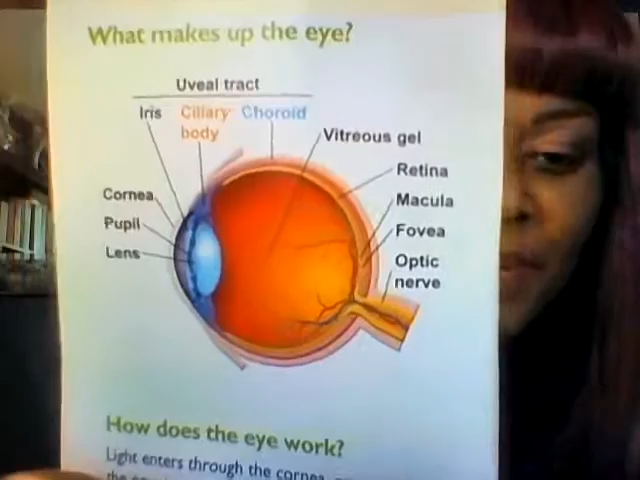 What makes up the eye?
Uveal tract
Iris Ciliary Choroid
body
Vitreous gel
Retina
Cornea
Macula
Pupil
Fovea
Lens
Optic
nerve
How does the eye work?
Light enters through the cornea
the